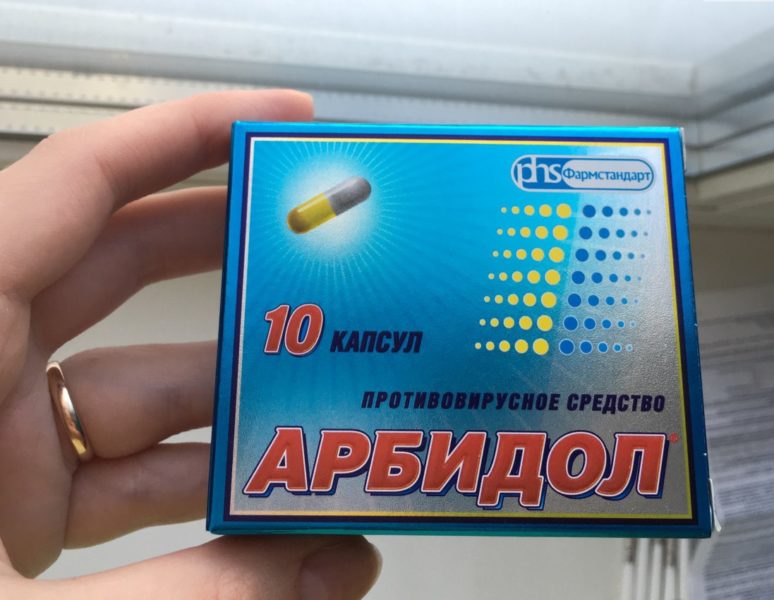 phs Фармстандарт
10 КАПСУЛ
ПРОТИВОВИРУСНОЕ СРЕДСТВО
АРБИДОЛ®